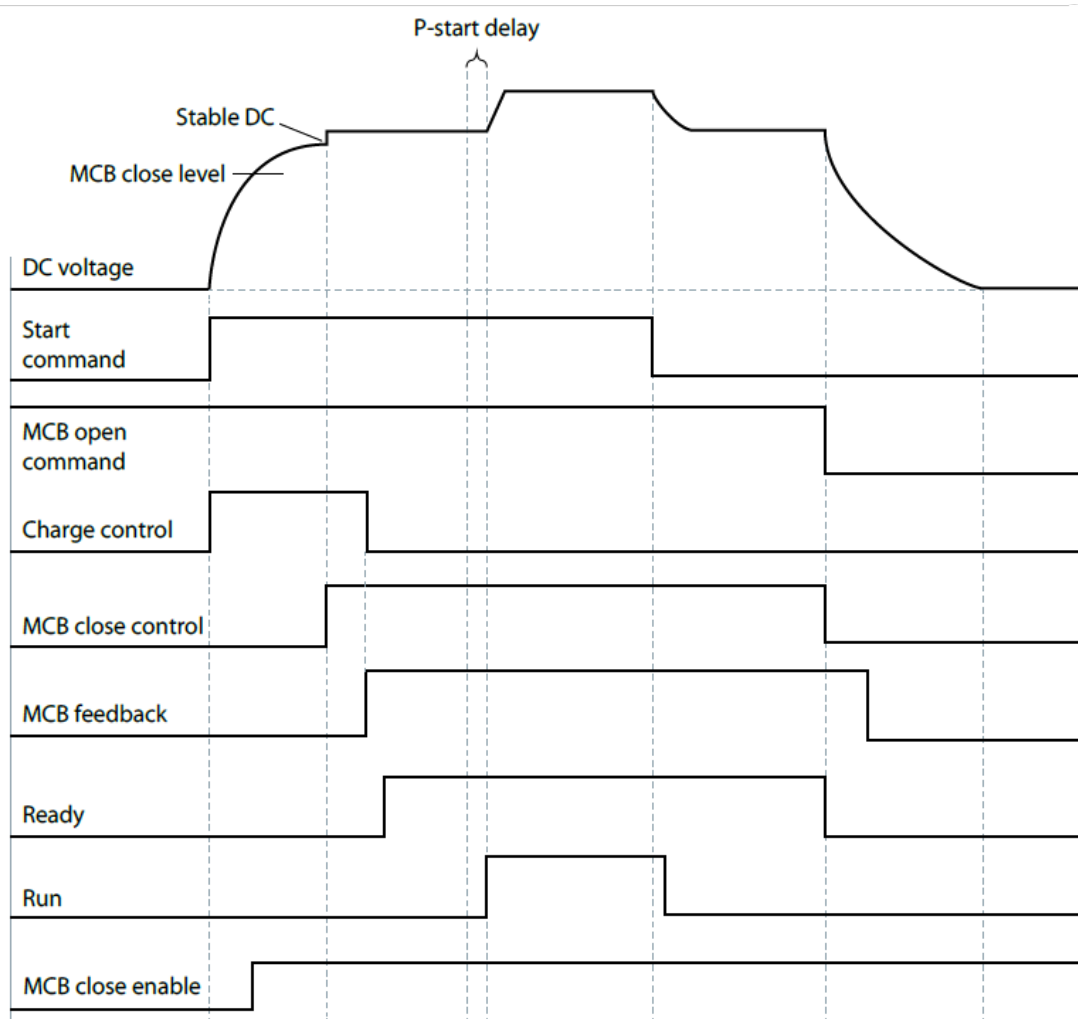 P-start delay
Stable DC
MCB close level
DC voltage
Start
command
MCB open
command
Charge control
MCB close control
MCB feedback
Ready
Run
MCB close enable